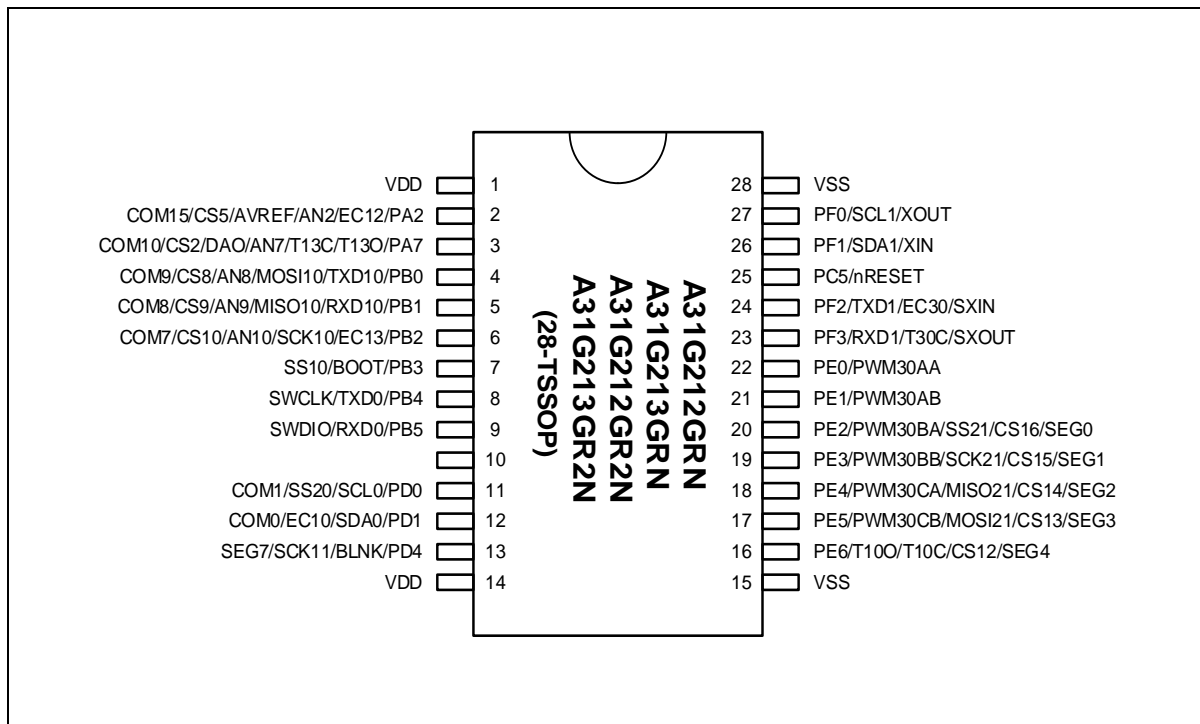 VDD 1
COM15/CS5/AVREF/AN2/EC12/PA2 2
COM10/CS2/DAO/AN7/T13C/T13O/PA7 3
COM9/CS8/AN8/MOSI10/TXD10/PB0 4
COM8/CS9/AN9/MISO10/RXD10/PB1 5
COM7/CS10/AN10/SCK10/EC13/PB2 6
SS10/BOOT/PB3 7
SWCLK/TXD0/PB4 8
SWDIO/RXD0/PB5 9
10
COM1/SS20/SCL0/PD0 11
COM0/EC10/SDA0/PD1 12
SEG7/SCK11/BLNK/PD4 13
VDD 14
A31G212GRN
A31G213GRN
A31G212GR2N
A31G213GR2N
(28-TSSOP)
28 VSS
27 PF0/SCL1/XOUT
26 PF1/SDA1/XIN
25 PC5/nRESET
24 PF2/TXD1/EC30/SXIN
23 PF3/RXD1/T30C/SXOUT
22 PE0/PWM30AA
21 PE1/PWM30AB
20 PE2/PWM30BA/SS21/CS16/SEG0
19 PE3/PWM30BB/SCK21/CS15/SEG1
18 PE4/PWM30CA/MISO21/CS14/SEG2
17 PE5/PWM30CB/MOSI21/CS13/SEG3
16 PE6/T10O/T10C/CS12/SEG4
15 VSS